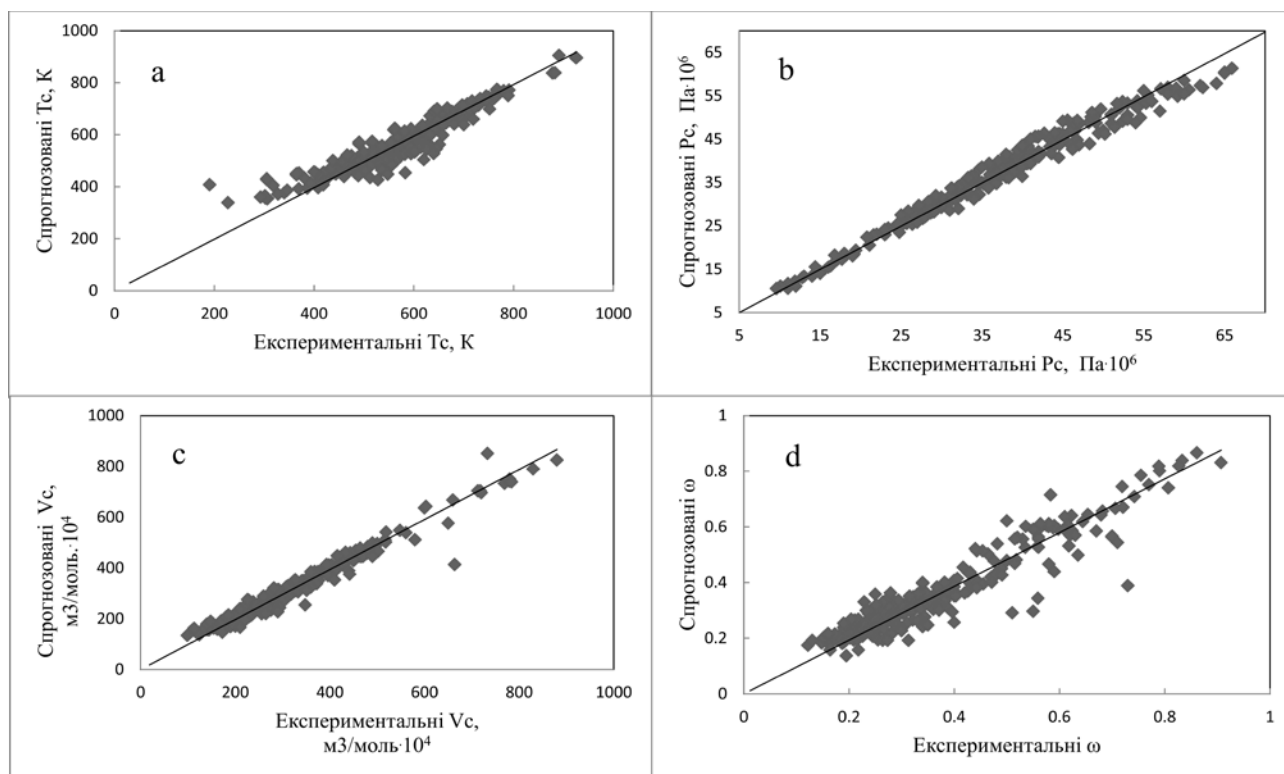 a
Спрогнозовані Тс, К
1000
800
600
400
200
0
0 200 400 600 800 1000
Експериментальні Тс, К
b
Спрогнозовані Рс, Па·10⁶
65
55
45
35
25
15
5
5 15 25 35 45 55 65
Експериментальні Рс, Па·10⁶
c
Спрогнозовані Vc,
м3/моль.·10⁴
1000
800
600
400
200
0
0 200 400 600 800 1000
Експериментальні Vc,
м3/моль·10⁴
d
Спрогнозовані ω
1
0.8
0.6
0.4
0.2
0
0 0.2 0.4 0.6 0.8 1
Експериментальні ω